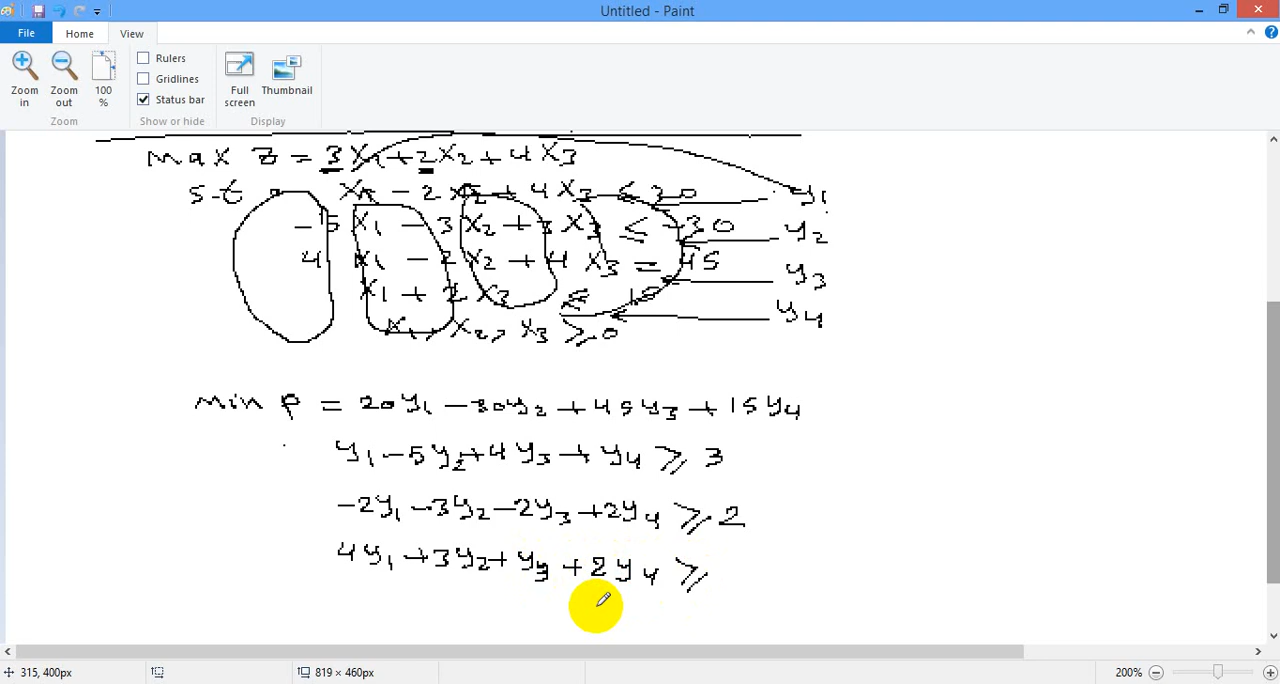 Untitled - Paint
File Home View
Rulers
Gridlines
Status bar
Zoom in
Zoom out
100 %
Full screen
Thumbnail
Zoom
Show or hide
Display
Max Z = 3X1 + 2X2 + 4X3
S.t X1 - 2X2 + 4X3 ≤ 30 y1
-5X1 - 3X2 + 3X3 ≤ -30 y2
4X1 - 2X2 + 4X3 = 45 y3
X1 + 2X3 ≤ 15 y4
X1, X2, X3 ≥ 0
min P = 20y1 - 30y2 + 45y3 + 15y4
y1 - 5y2 + 4y3 + y4 ≥ 3
-2y1 - 3y2 - 2y3 + 2y4 ≥ 2
4y1 + 3y2 + y3 + 2y4 ≥
315, 400px
819 × 460px
200%